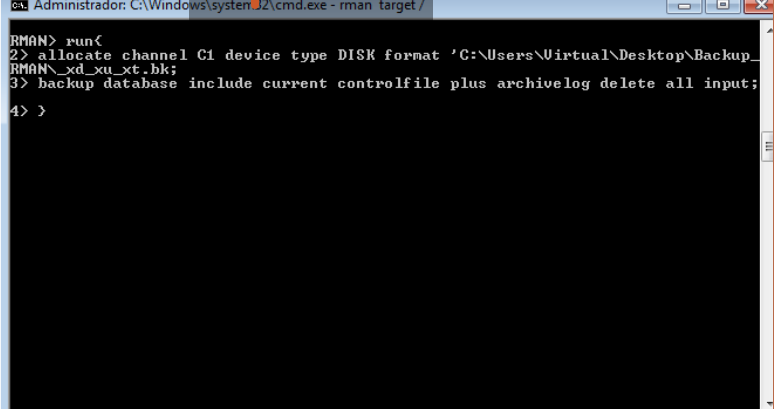 Administrador: C:\Windows\system32\cmd.exe - rman target /
RMAN> run{
2> allocate channel C1 device type DISK format 'C:\Users\Virtual\Desktop\Backup_
RMAN\_xd_xu_xt.bk;
3> backup database include current controlfile plus archivelog delete all input;
4> }